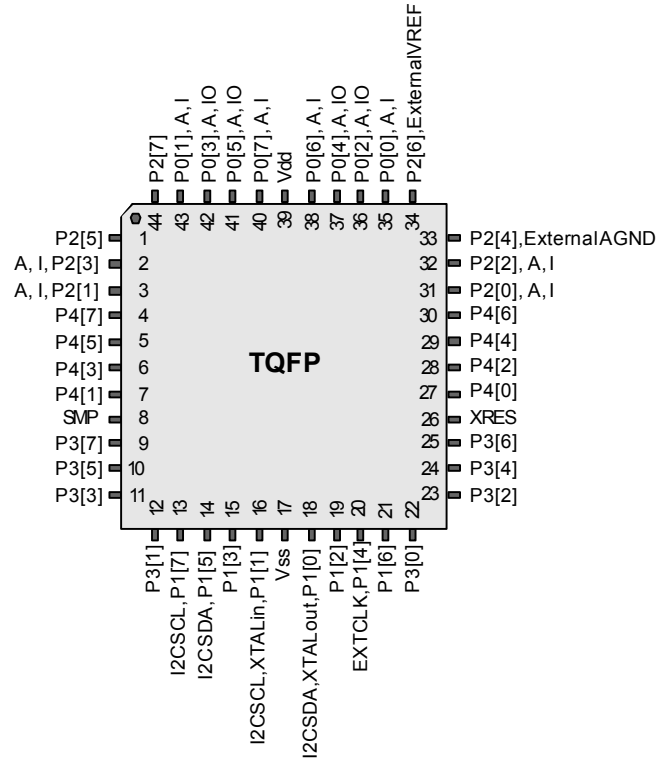 P2[7]
P0[1], A, I
P0[3], A, IO
P0[5], A, IO
P0[7], A, I
Vdd
P0[6], A, I
P0[4], A, IO
P0[2], A, IO
P0[0], A, I
P2[6],ExternalVREF
44
43
42
41
40
39
38
37
36
35
34
P2[5] 1
A, I, P2[3] 2
A, I, P2[1] 3
P4[7] 4
P4[5] 5
P4[3] 6
P4[1] 7
SMP 8
P3[7] 9
P3[5] 10
P3[3] 11
TQFP
33 P2[4],ExternalAGND
32 P2[2], A, I
31 P2[0], A, I
30 P4[6]
29 P4[4]
28 P4[2]
27 P4[0]
26 XRES
25 P3[6]
24 P3[4]
23 P3[2]
12
13
14
15
16
17
18
19
20
21
22
P3[1]
I2CSCL, P1[7]
I2CSDA, P1[5]
P1[3]
I2CSCL,XTALin,P1[1]
Vss
I2CSDA,XTALout,P1[0]
P1[2]
EXTCLK,P1[4]
P1[6]
P3[0]